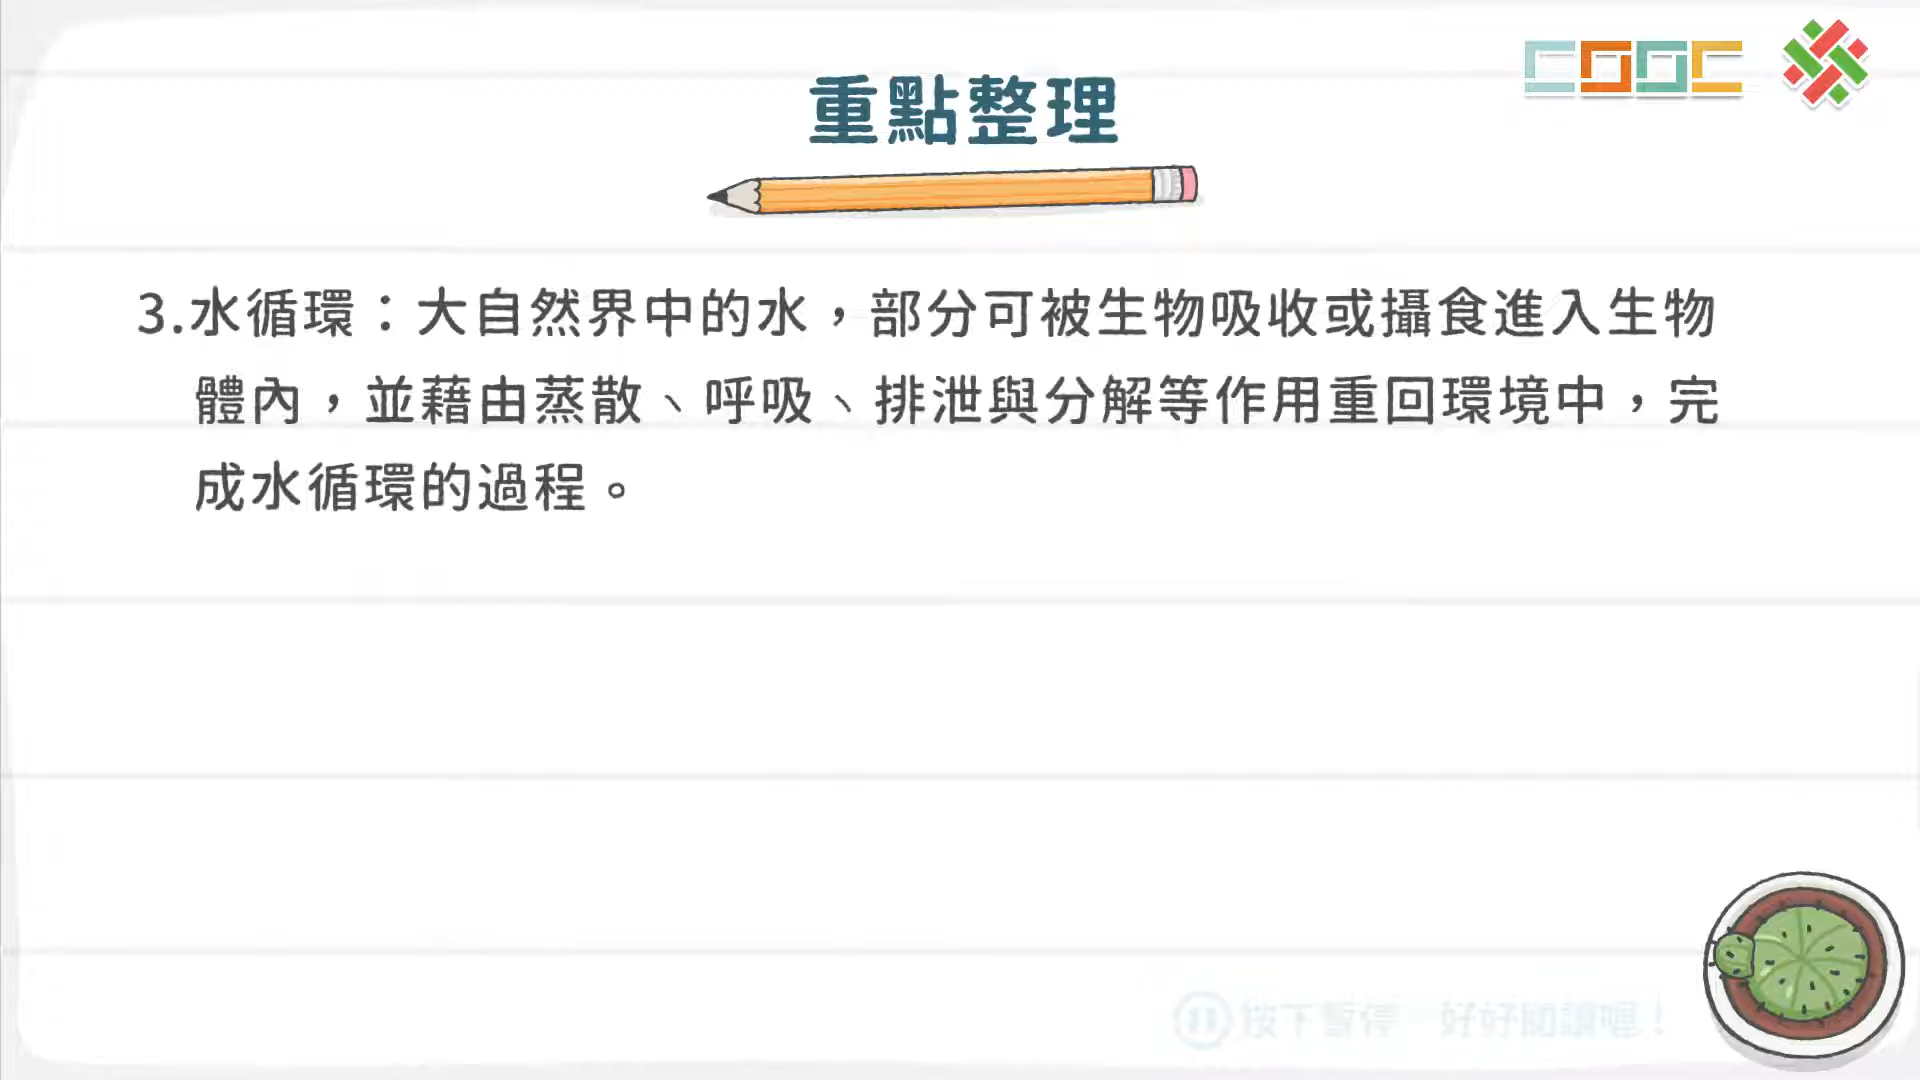 COOC
重點整理
3.水循環：大自然界中的水，部分可被生物吸收或攝食進入生物
體內，並藉由蒸散、呼吸、排泄與分解等作用重回環境中，完
成水循環的過程。
按下暫停 好好閱讀喔！